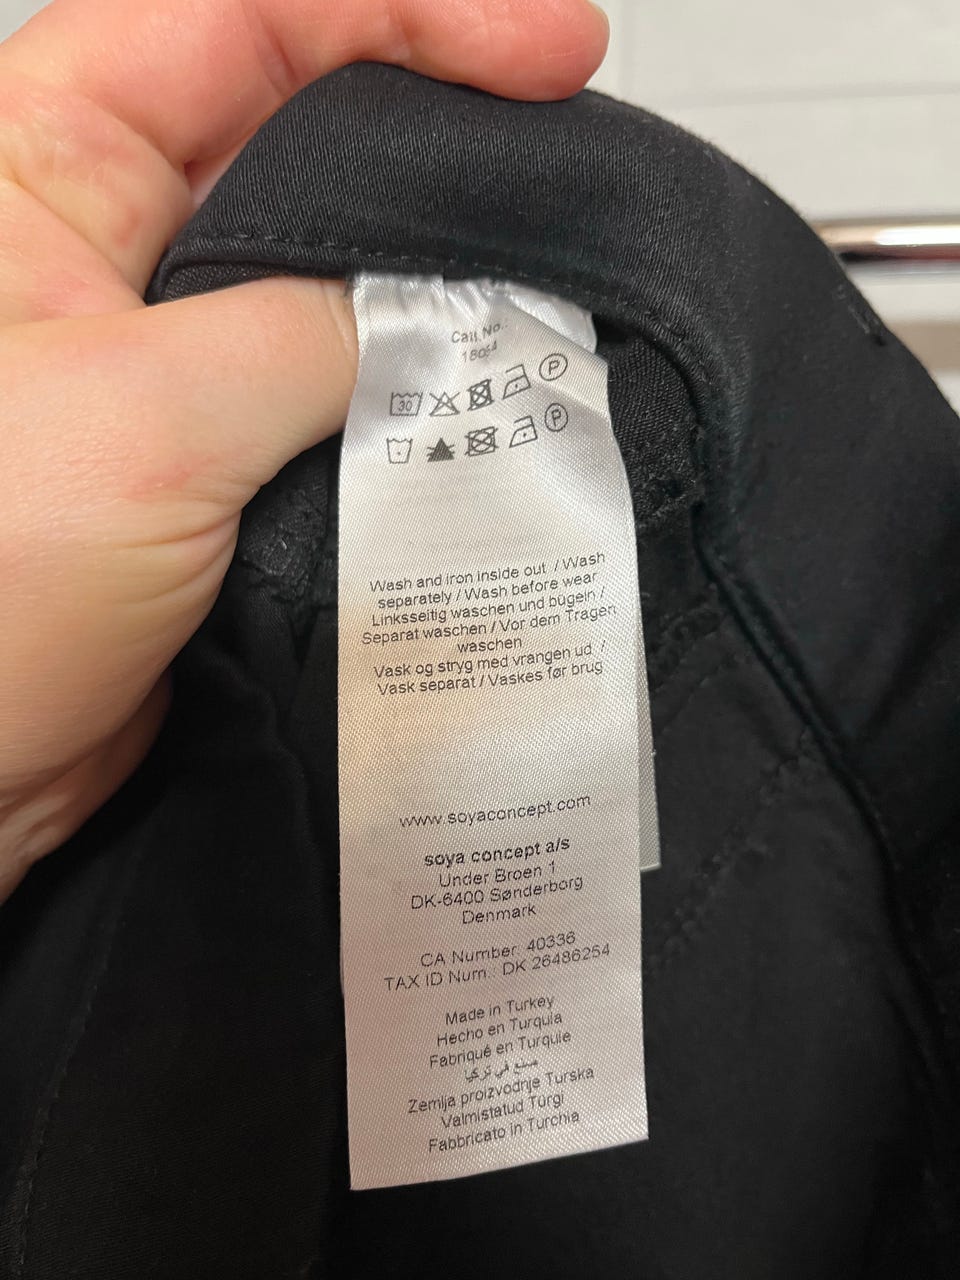 Cat. No.:
30
P
P
Wash and iron inside out / Wash
separately / Wash before wear
Linksseitig waschen und bügeln /
Separat waschen / Vor dem Tragen
waschen
Vask og stryg med vrangen ud /
Vask separat / Vaskes før brug
www.soyaconcept.com
soya concept a/s
Under Broen 1
DK-6400 Sønderborg
Denmark
CA Number: 40336
TAX ID Num.: DK 26486254
Made in Turkey
Hecho en Turquia
Fabriqué en Turquie
صنع في تركيا
Zemlja proizvodnje Turska
Valmistatud Türgi
Fabbricato in Turchia